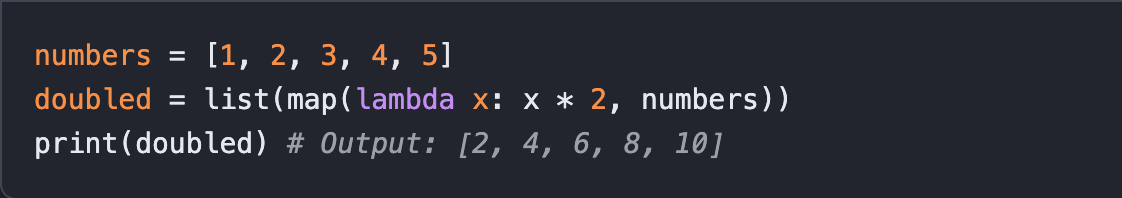 numbers = [1, 2, 3, 4, 5]
doubled = list(map(lambda x: x * 2, numbers))
print(doubled) # Output: [2, 4, 6, 8, 10]